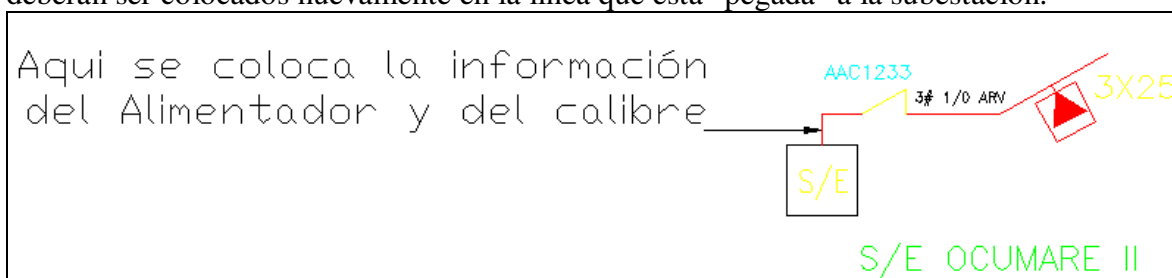 deberán ser colocados nuevamente en la línea que está "pegada" a la subestación.
Aqui se coloca la información
del Alimentador y del calibre
AAC1233
3# 1/0 ARV
3X25
S/E
S/E OCUMARE II